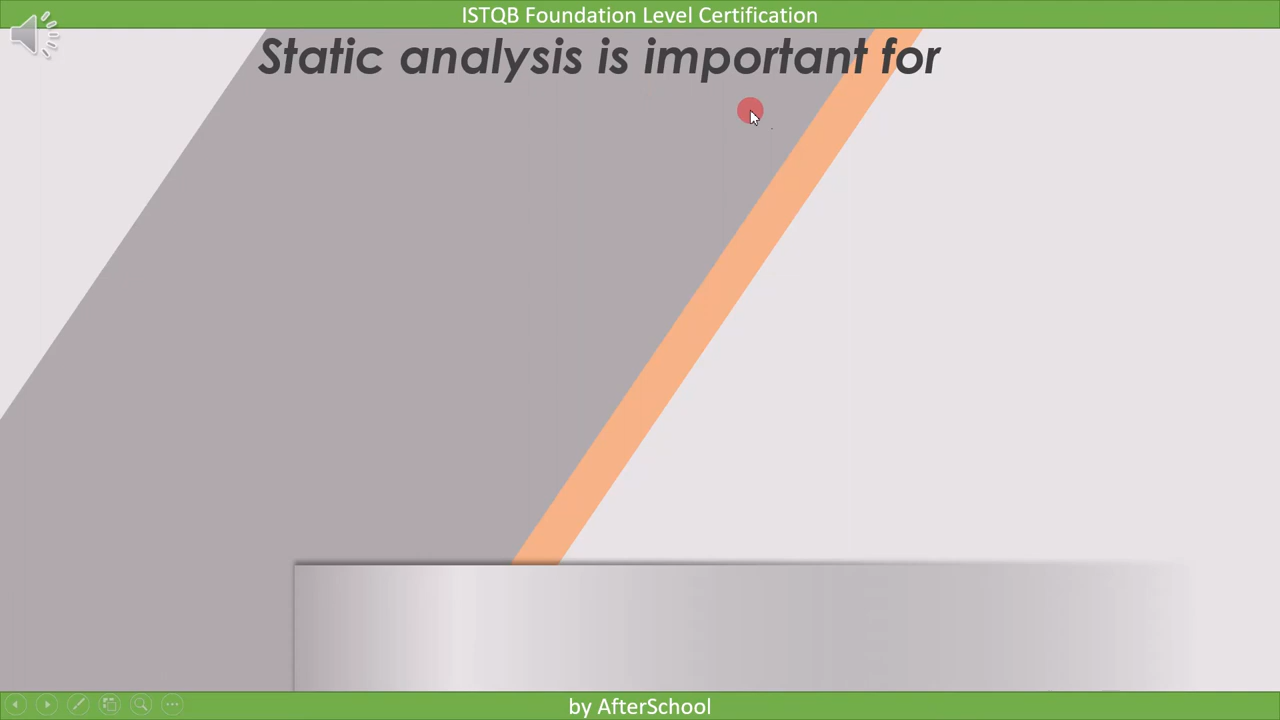 ISTQB Foundation Level Certification
Static analysis is important for
by AfterSchool